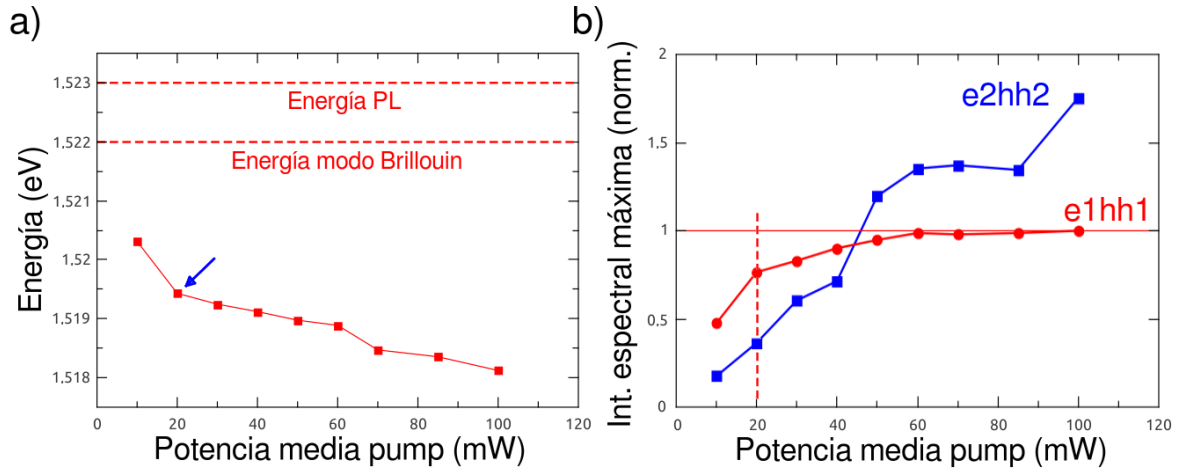 a)
1,523
1,522
1,521
1,52
1,519
1,518
Energía (eV)
Energía PL
Energía modo Brillouin
0
20
40
60
80
100
120
Potencia media pump (mW)
b)
2
1.5
1
0.5
0
Int. espectral máxima (norm.)
e2hh2
e1hh1
0
20
40
60
80
100
120
Potencia media pump (mW)